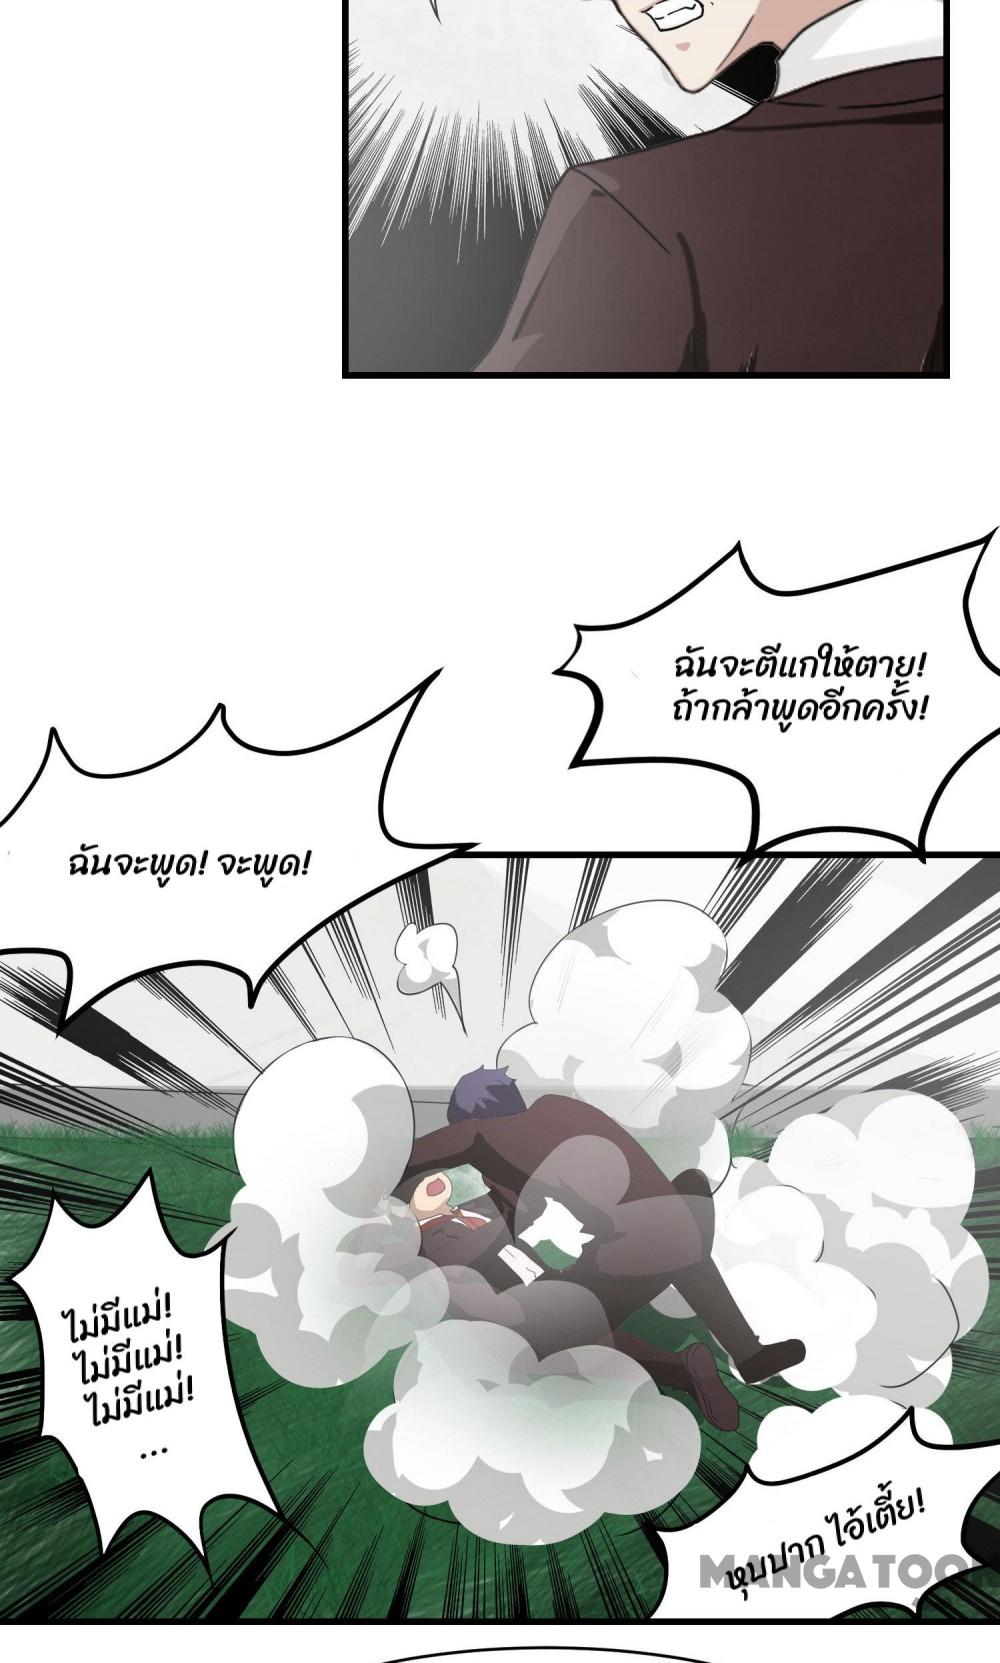 ฉันจะตีแกให้ตาย!
ถ้ากล้าพูดอีกครั้ง!
ฉันจะพูด! จะพูด!
ไม่มีแม่!
ไม่มีแม่!
ไม่มีแม่!
...
หุบปาก ไอ้เตี้ย!
MANGATOON